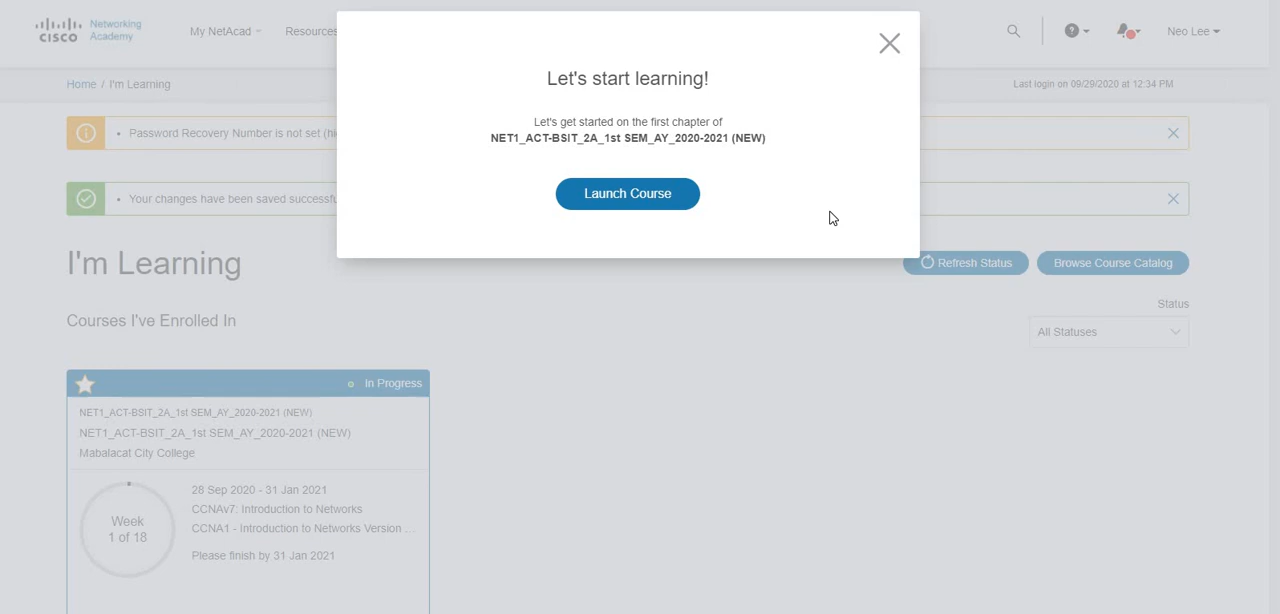 Networking
Academy
CISCO
My NetAcad
Resources
Neo Lee
Home / I'm Learning
Last login on 09/29/2020 at 12:34 PM
Let's start learning!
Let's get started on the first chapter of
NET1_ACT-BSIT_2A_1st SEM_AY_2020-2021 (NEW)
Launch Course
• Password Recovery Number is not set (hi
• Your changes have been saved successfu
I'm Learning
Refresh Status
Browse Course Catalog
Courses I've Enrolled In
Status
All Statuses
In Progress
NET1_ACT-BSIT_2A_1st SEM_AY_2020-2021 (NEW)
NET1_ACT-BSIT_2A_1st SEM_AY_2020-2021 (NEW)
Mabalacat City College
Week
1 of 18
28 Sep 2020 - 31 Jan 2021
CCNAv7: Introduction to Networks
CCNA1 - Introduction to Networks Version ...
Please finish by 31 Jan 2021